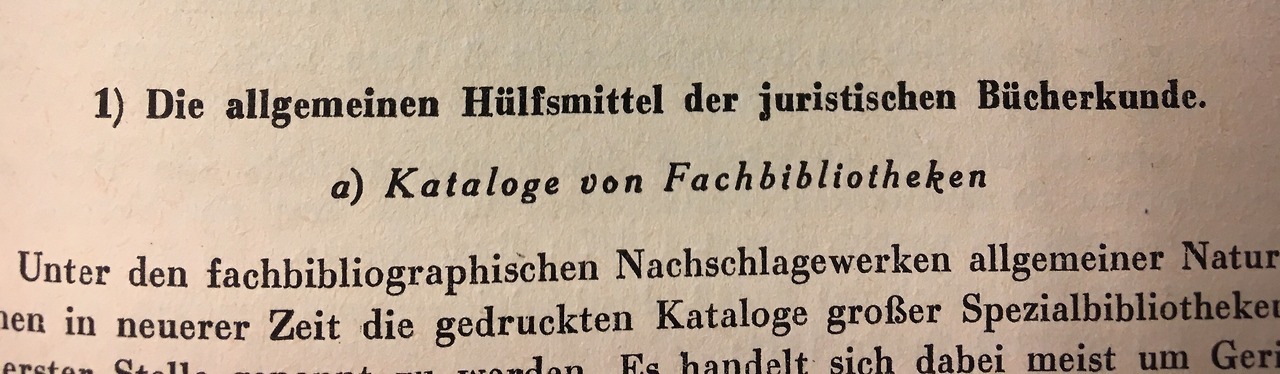 1) Die allgemeinen Hülfsmittel der juristischen Bücherkunde.
a) Kataloge von Fachbibliotheken
Unter den fachbibliographischen Nachschlagewerken allgemeiner Natur
in neuerer Zeit die gedruckten Kataloge großer
Es handelt sich dabei meist um